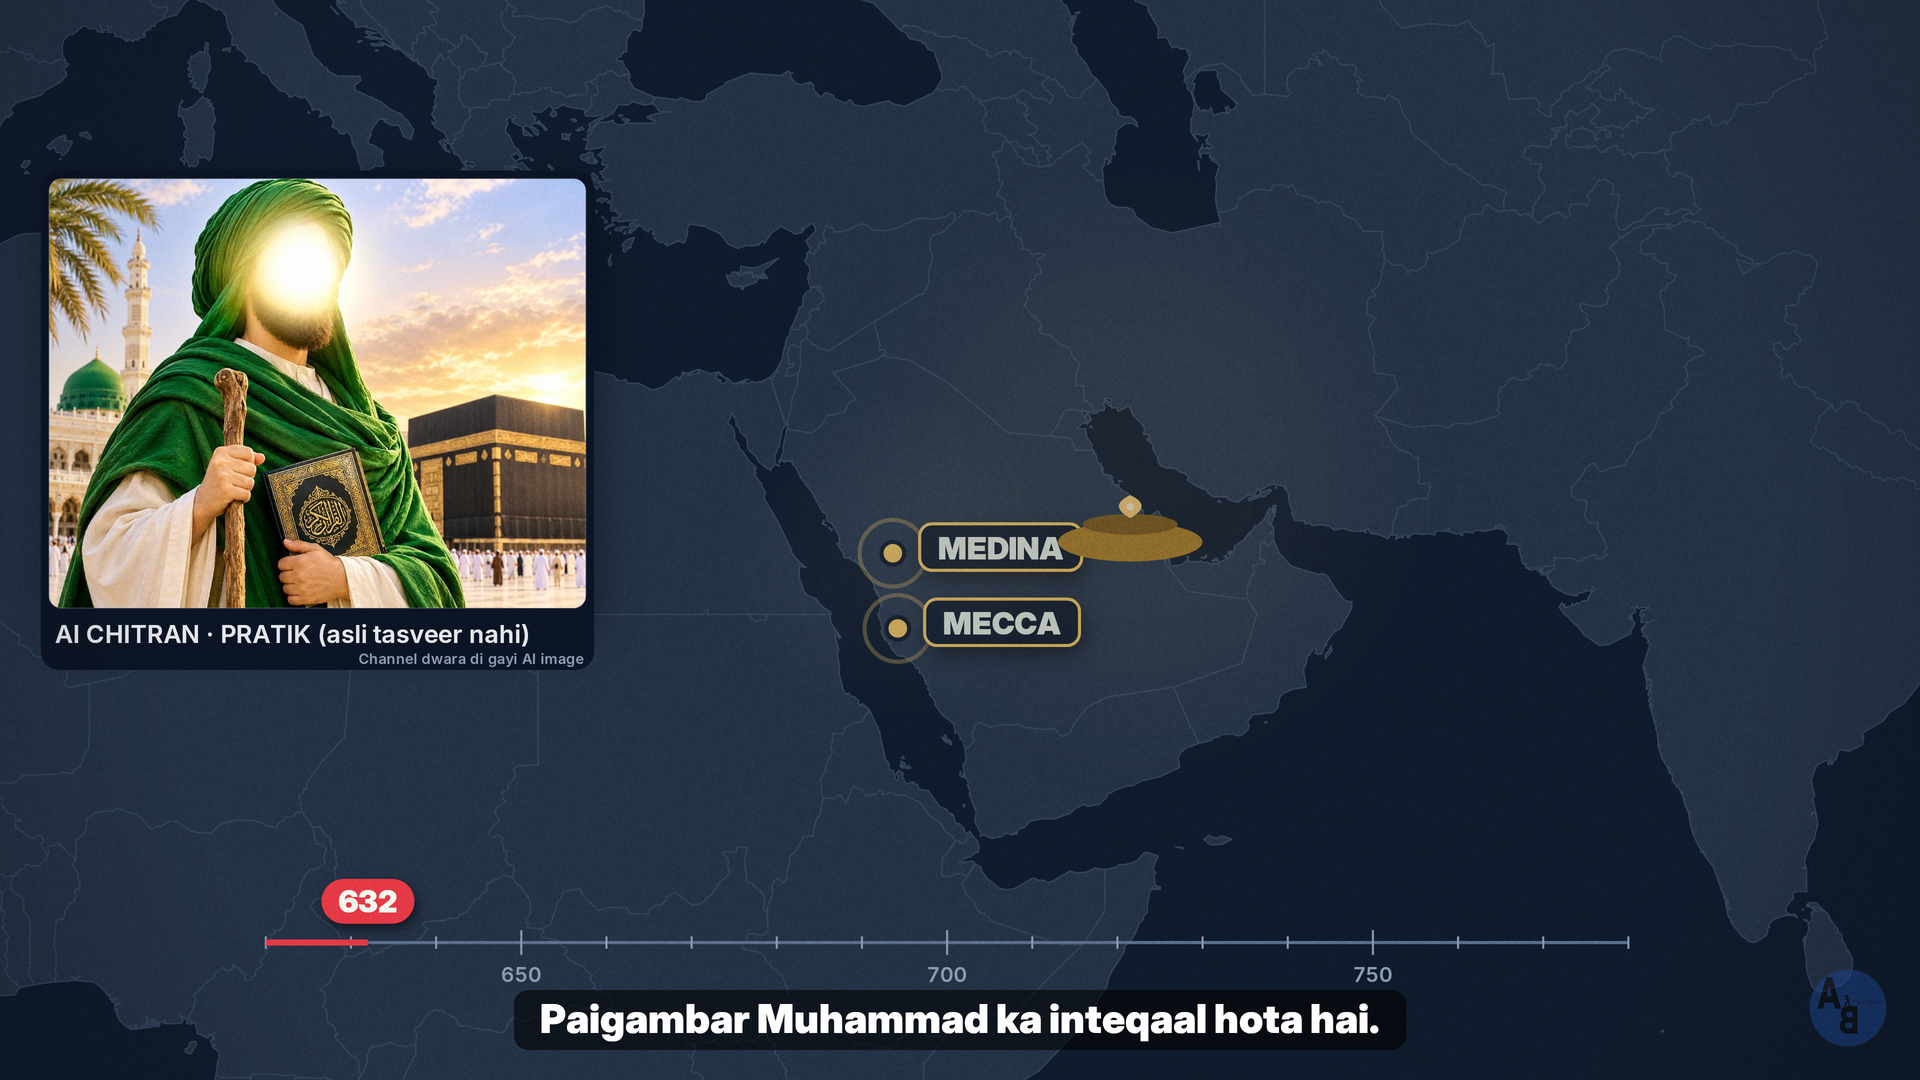 AI CHITRAN · PRATIK (asli tasveer nahi)
Channel dwara di gayi AI image
MEDINA
MECCA
632
650
700
750
Paigambar Muhammad ka inteqaal hota hai.
A
B